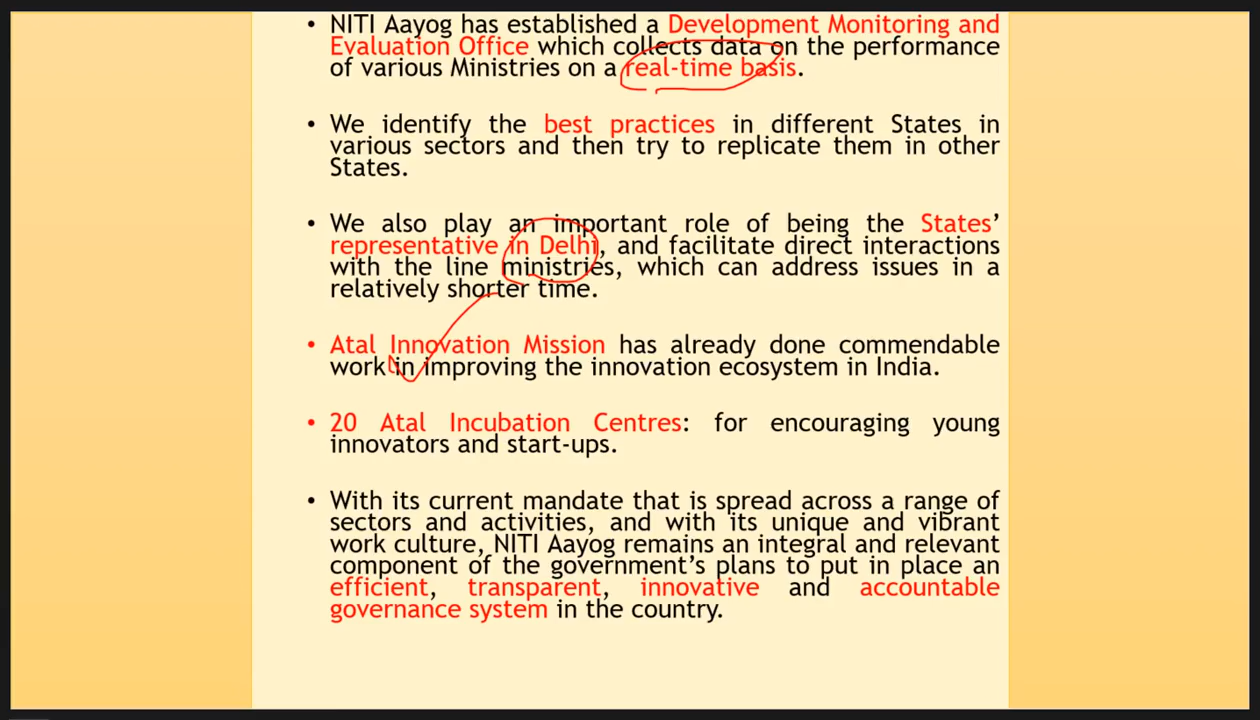 • NITI Aayog has established a Development Monitoring and
Evaluation Office which collects data on the performance
of various Ministries on a real-time basis.
• We identify the best practices in different States in
various sectors and then try to replicate them in other
States.
• We also play an important role of being the States’
representative in Delhi, and facilitate direct interactions
with the line ministries, which can address issues in a
relatively shorter time.
• Atal Innovation Mission has already done commendable
work in improving the innovation ecosystem in India.
• 20 Atal Incubation Centres: for encouraging young
innovators and start-ups.
• With its current mandate that is spread across a range of
sectors and activities, and with its unique and vibrant
work culture, NITI Aayog remains an integral and relevant
component of the government’s plans to put in place an
efficient, transparent, innovative and accountable
governance system in the country.